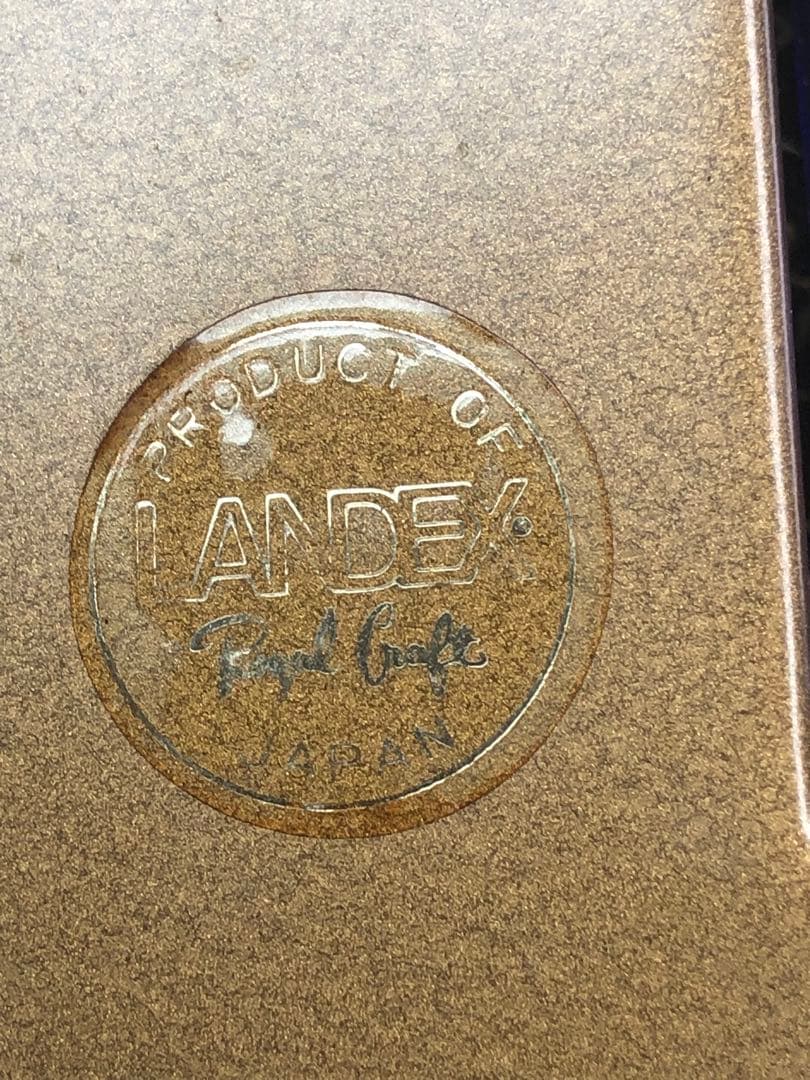 PRODUCT OF
LANDEX
Royal Craft
JAPAN